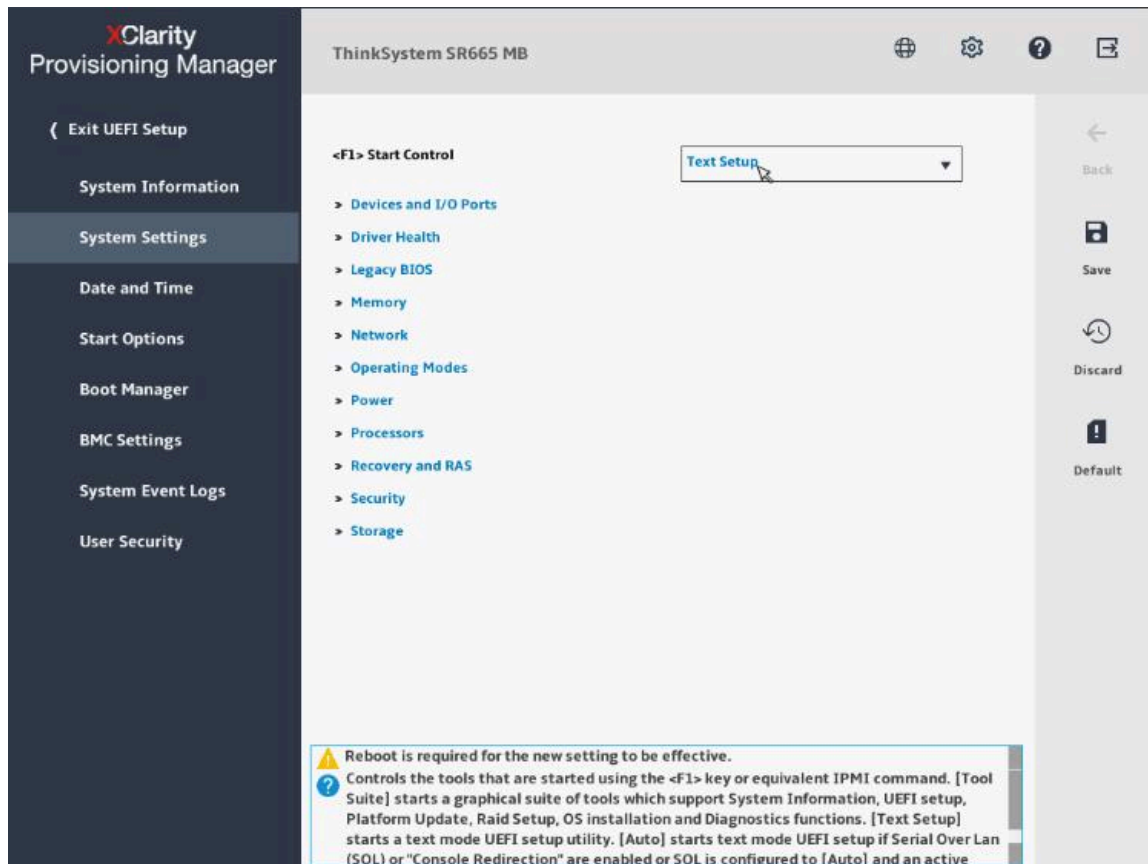 XClarity
Provisioning Manager
ThinkSystem SR665 MB
Exit UEFI Setup
System Information
System Settings
Date and Time
Start Options
Boot Manager
BMC Settings
System Event Logs
User Security
<F1> Start Control
Text Setup
Devices and I/O Ports
Driver Health
Legacy BIOS
Memory
Network
Operating Modes
Power
Processors
Recovery and RAS
Security
Storage
Back
Save
Discard
Default
Reboot is required for the new setting to be effective.
Controls the tools that are started using the <F1> key or equivalent IPMI command. [Tool
Suite] starts a graphical suite of tools which support System Information, UEFI setup,
Platform Update, Raid Setup, OS installation and Diagnostics functions. [Text Setup]
starts a text mode UEFI setup utility. [Auto] starts text mode UEFI setup if Serial Over Lan
(SOL) or "Console Redirection" are enabled or SOL is configured to [Auto] and an active